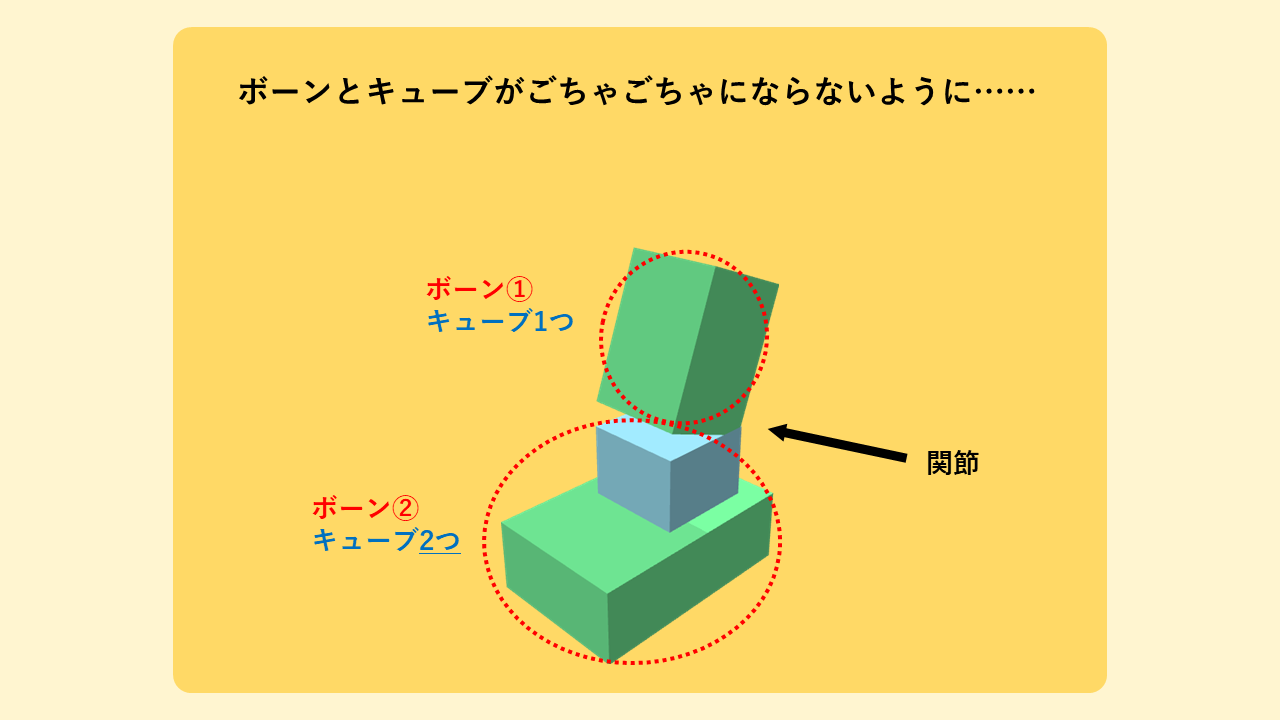 ボーンとキューブがごちゃごちゃにならないように……
ボーン①
キューブ1つ
関節
ボーン②
キューブ2つ